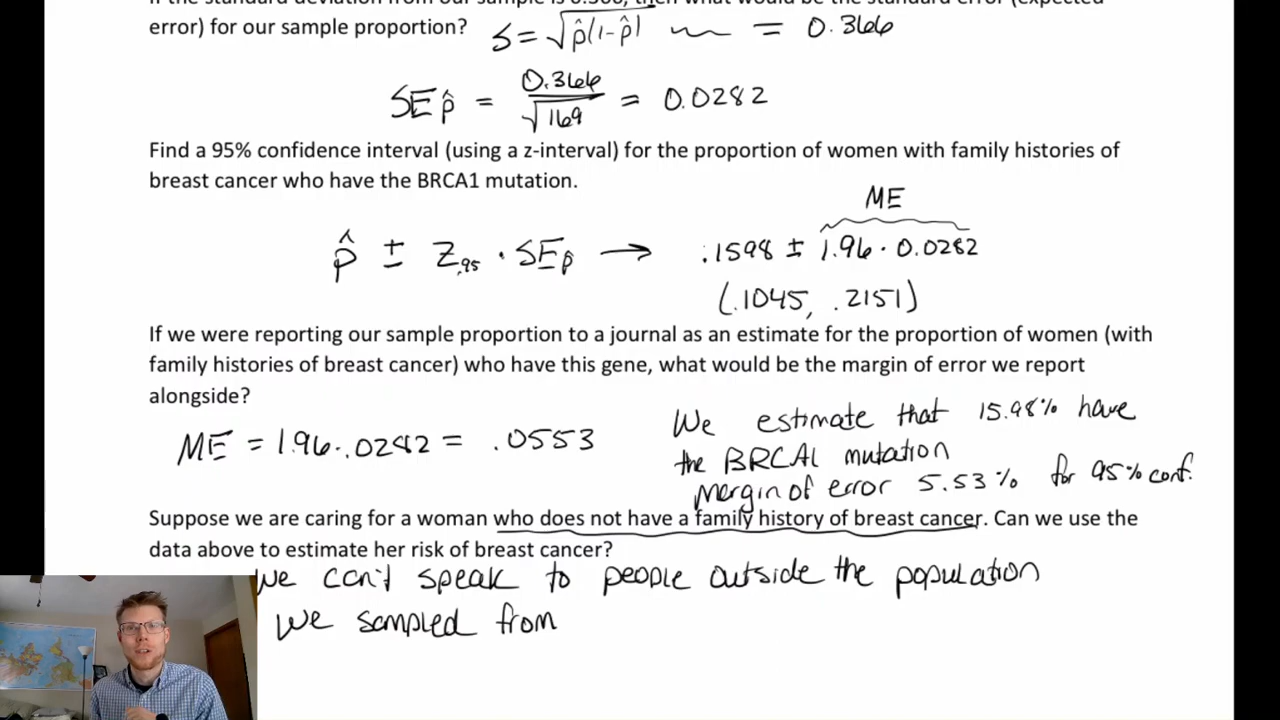 If the standard deviation from our sample is 0.366, then what would be the standard error (expected
error) for our sample proportion? S = √p̂(1-p̂) = 0.366
SE p̂ = 0.366 / √169 = 0.0282
Find a 95% confidence interval (using a z-interval) for the proportion of women with family histories of
breast cancer who have the BRCA1 mutation.
ME
p̂ ± Z.95 · SE p̂ → .1598 ± 1.96 · 0.0282
(.1045, .2151)
If we were reporting our sample proportion to a journal as an estimate for the proportion of women (with
family histories of breast cancer) who have this gene, what would be the margin of error we report
alongside?
We estimate that 15.98% have
ME = 1.96 · .0282 = .0553
the BRCA1 mutation
Margin of error 5.53% for 95% conf.
Suppose we are caring for a woman who does not have a family history of breast cancer. Can we use the
data above to estimate her risk of breast cancer?
We can't speak to people outside the population
We sampled from